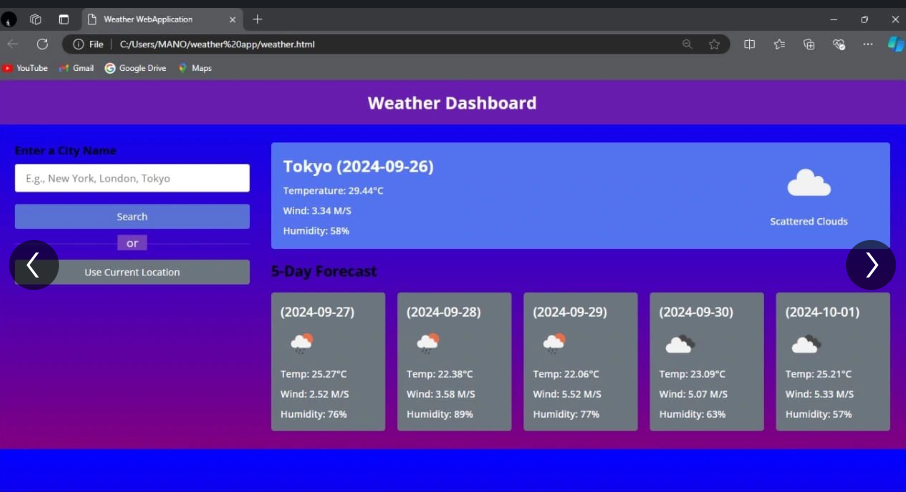 Weather WebApplication
File
C:/Users/MANO/weather%20app/weather.html
YouTube
Gmail
Google Drive
Maps
Weather Dashboard
Enter a City Name
E.g., New York, London, Tokyo
Search
or
Use Current Location
Tokyo (2024-09-26)
Temperature: 29.44°C
Wind: 3.34 M/S
Humidity: 58%
Scattered Clouds
5-Day Forecast
(2024-09-27)
Temp: 25.27°C
Wind: 2.52 M/S
Humidity: 76%
(2024-09-28)
Temp: 22.38°C
Wind: 3.58 M/S
Humidity: 89%
(2024-09-29)
Temp: 22.06°C
Wind: 5.52 M/S
Humidity: 77%
(2024-09-30)
Temp: 23.09°C
Wind: 5.07 M/S
Humidity: 63%
(2024-10-01)
Temp: 25.21°C
Wind: 5.33 M/S
Humidity: 57%